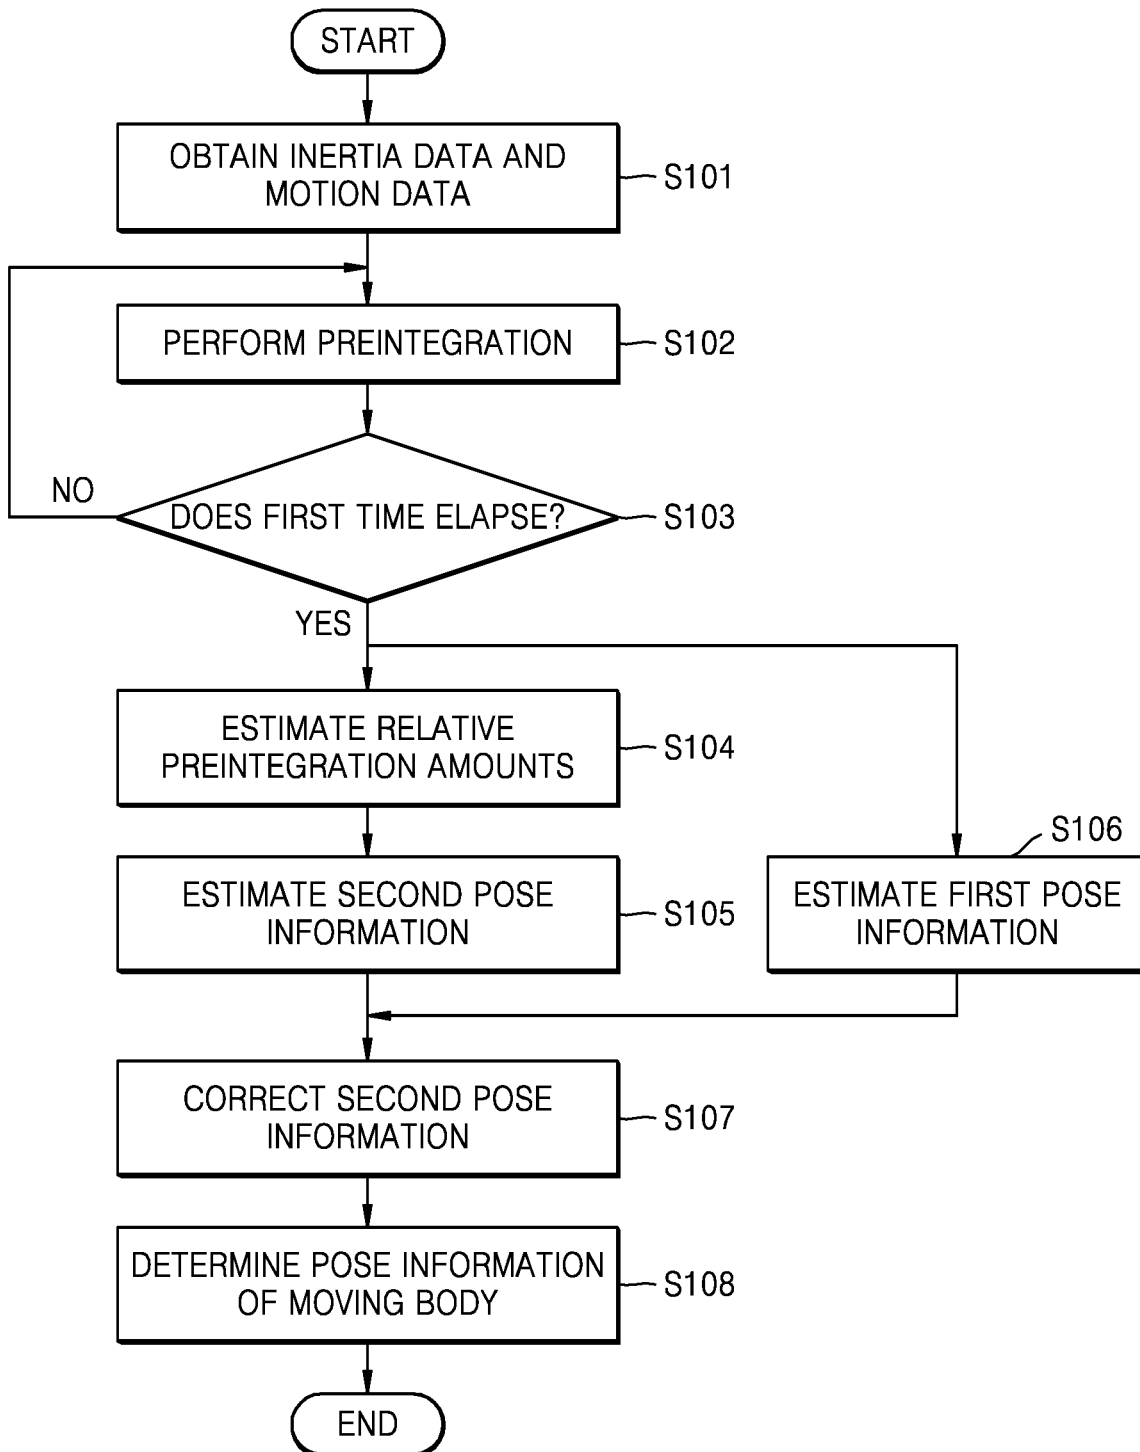 START
OBTAIN INERTIA DATA AND
MOTION DATA
S101
PERFORM PREINTEGRATION
S102
NO
DOES FIRST TIME ELAPSE?
S103
YES
ESTIMATE RELATIVE
PREINTEGRATION AMOUNTS
S104
S106
ESTIMATE SECOND POSE
INFORMATION
S105
ESTIMATE FIRST POSE
INFORMATION
CORRECT SECOND POSE
INFORMATION
S107
DETERMINE POSE INFORMATION
OF MOVING BODY
S108
END